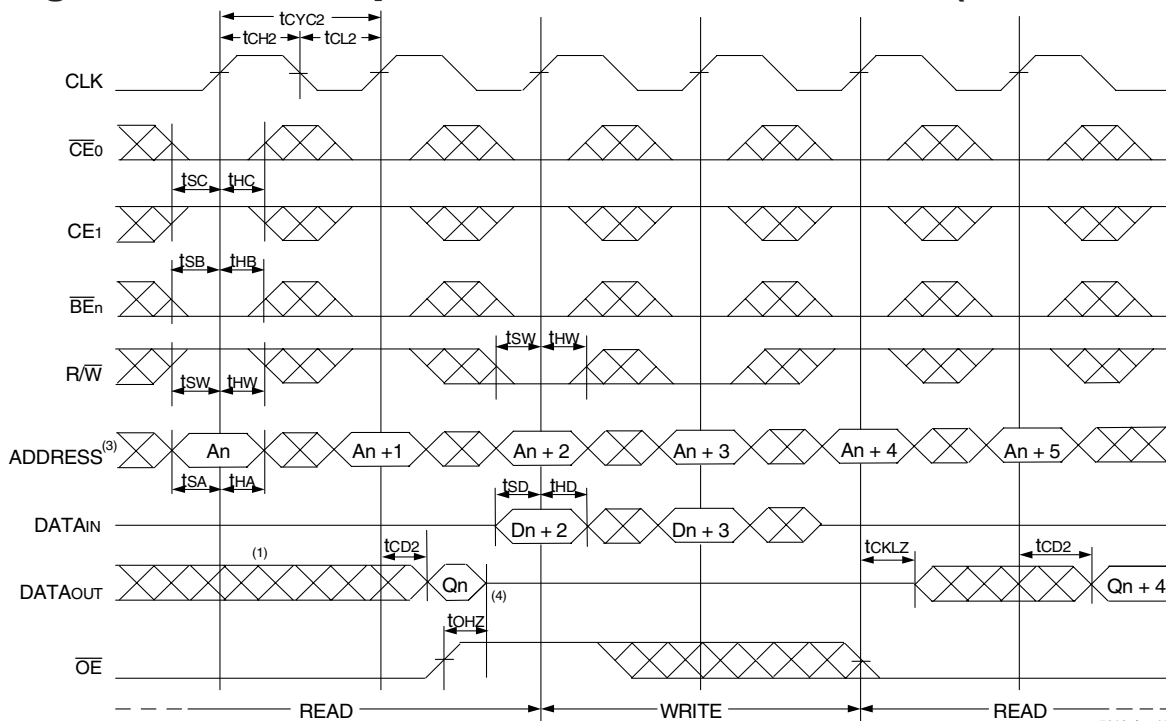 tCYC2
tCH2 tCL2
CLK
CE0
tSC tHC
CE1
tSB tHB
BEn
tSW tHW
R/W
tSW tHW
ADDRESS(3) An An +1 An + 2 An + 3 An + 4 An + 5
tSA tHA tSD tHD
DATAIN Dn + 2 Dn + 3
tCD2 tCKLZ tCD2
(1)
DATAOUT Qn (4) Qn + 4
tOHZ
OE
READ WRITE READ